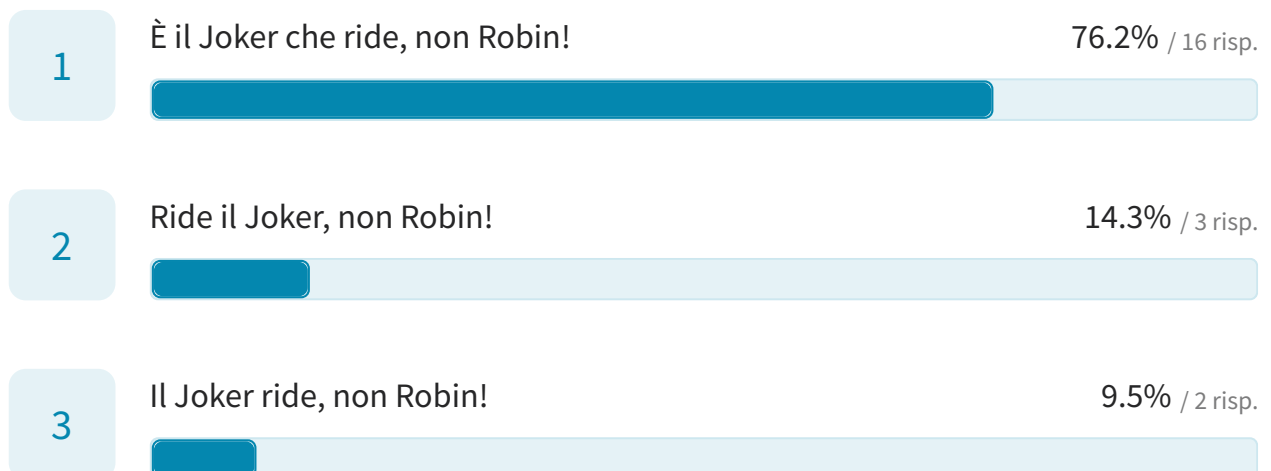 1
È il Joker che ride, non Robin!
76.2% / 16 risp.
2
Ride il Joker, non Robin!
14.3% / 3 risp.
3
Il Joker ride, non Robin!
9.5% / 2 risp.